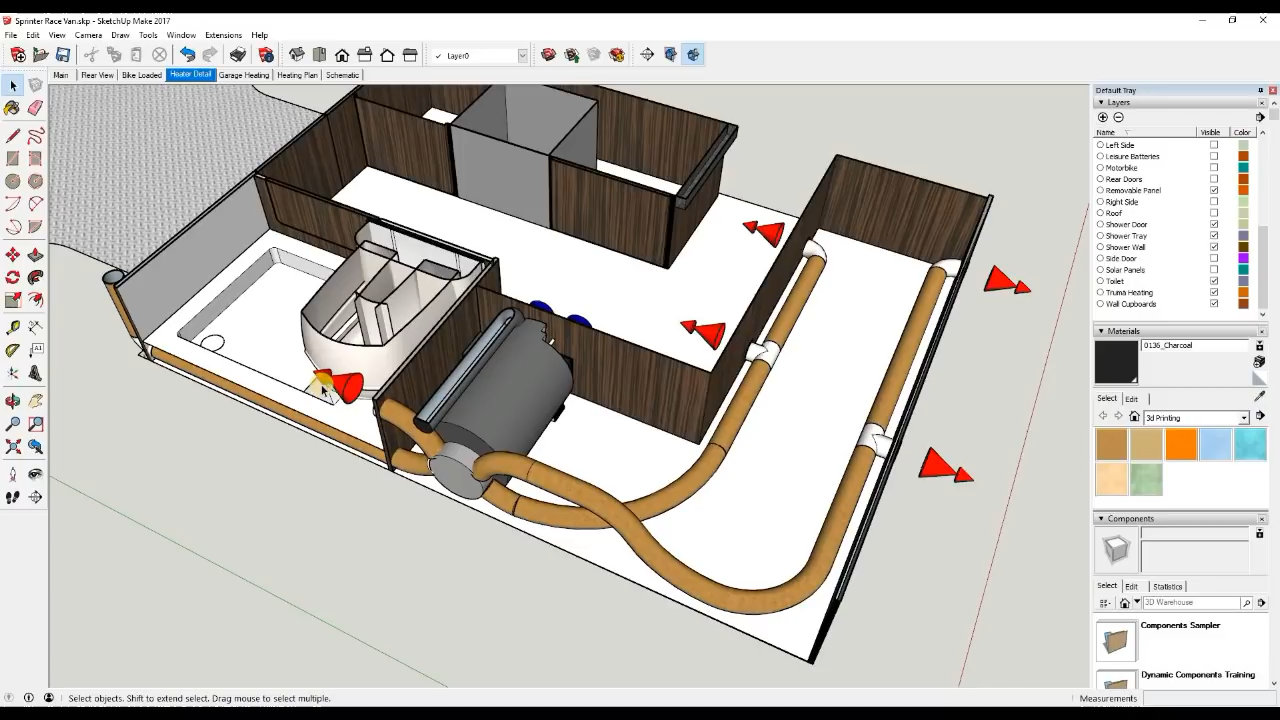 Sprinter Race Van.skp - SketchUp Make 2017
File Edit View Camera Draw Tools Window Extensions Help
Layer0
Main Rear View Bike Loaded Heater Detail Garage Heating Heating Plan Schematic
Default Tray
Layers
Name Visible Color
Left Side
Leisure Batteries
Motorbike
Rear Doors
Removable Panel
Right Side
Roof
Shower Door
Shower Tray
Shower Wall
Side Door
Solar Panels
Toilet
Truma Heating
Wall Cupboards
Materials
0136_Charcoal
Select Edit
3d Printing
Components
Select Edit Statistics
3D Warehouse
Components Sampler
Dynamic Components Training
Select objects. Shift to extend select. Drag mouse to select multiple.
Measurements